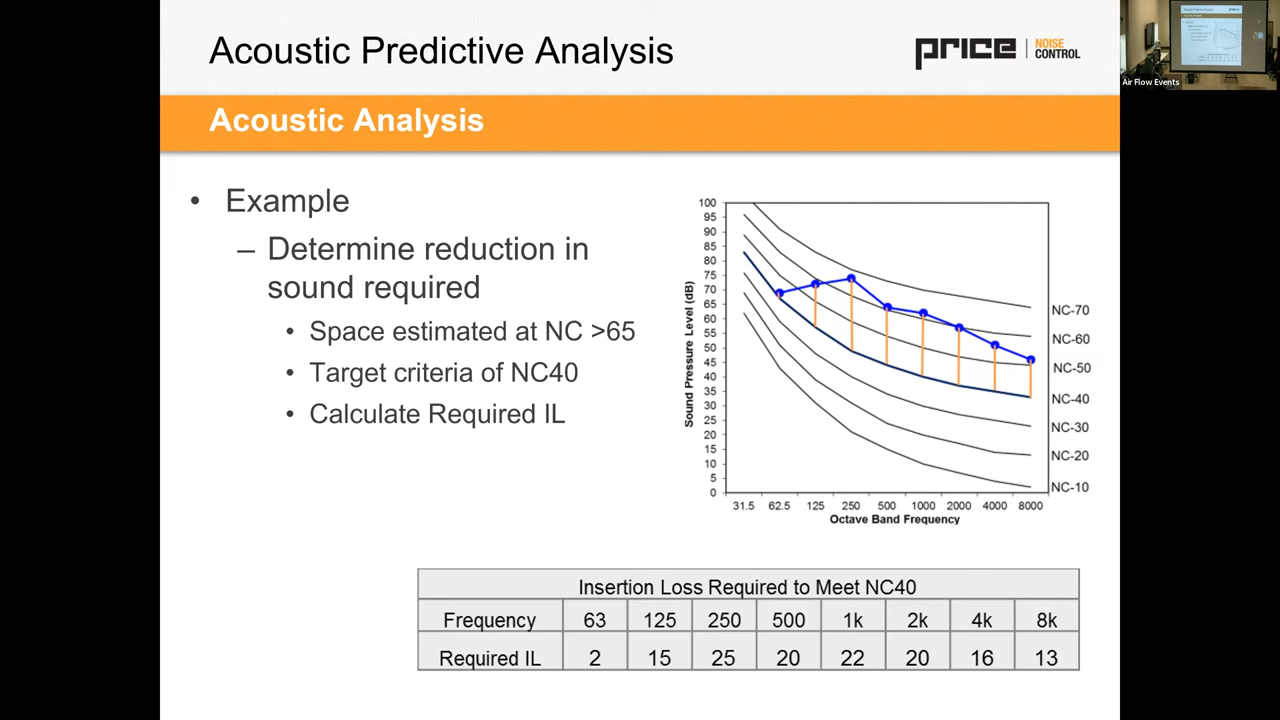 Acoustic Predictive Analysis
price | NOISE CONTROL
Air Flow Events
Acoustic Analysis
• Example
– Determine reduction in
sound required
• Space estimated at NC >65
• Target criteria of NC40
• Calculate Required IL
Sound Pressure Level (dB)
100
95
90
85
80
75
70
65
60
55
50
45
40
35
30
25
20
15
10
5
0
NC-70
NC-60
NC-50
NC-40
NC-30
NC-20
NC-10
31.5 62.5 125 250 500 1000 2000 4000 8000
Octave Band Frequency
Insertion Loss Required to Meet NC40
Frequency 63 125 250 500 1k 2k 4k 8k
Required IL 2 15 25 20 22 20 16 13